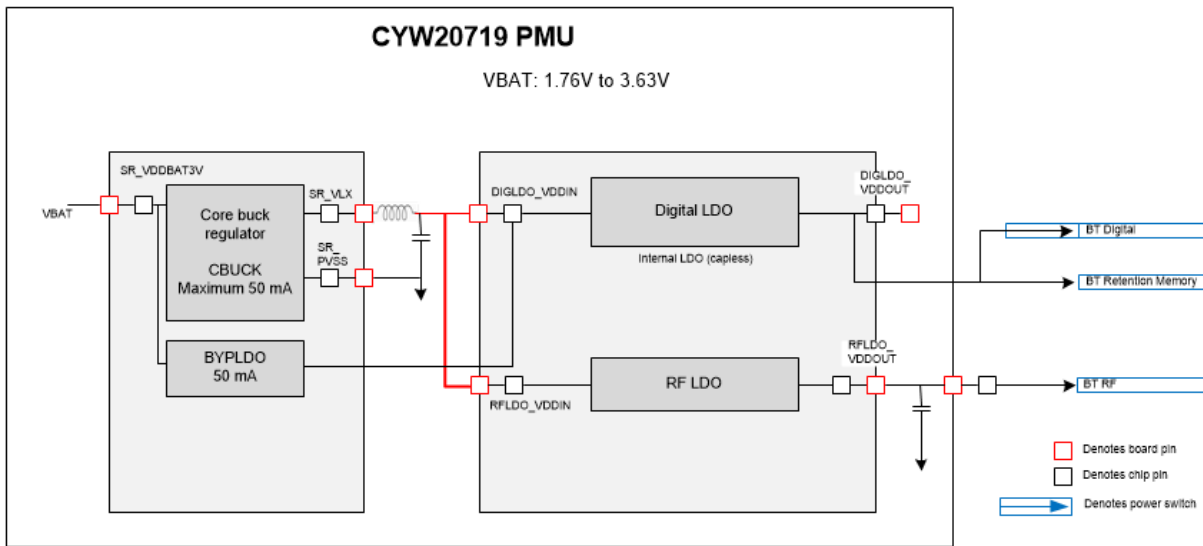 CYW20719 PMU
VBAT: 1.76V to 3.63V
SR_VDDBAT3V
VBAT
Core buck
regulator
CBUCK
Maximum 50 mA
SR_VLX
SR_
PVSS
BYPLDO
50 mA
DIGLDO_VDDIN
Digital LDO
Internal LDO (capless)
DIGLDO_
VDDOUT
BT Digital
BT Retention Memory
RFLDO_VDDIN
RF LDO
RFLDO_
VDDOUT
BT RF
Denotes board pin
Denotes chip pin
Denotes power switch